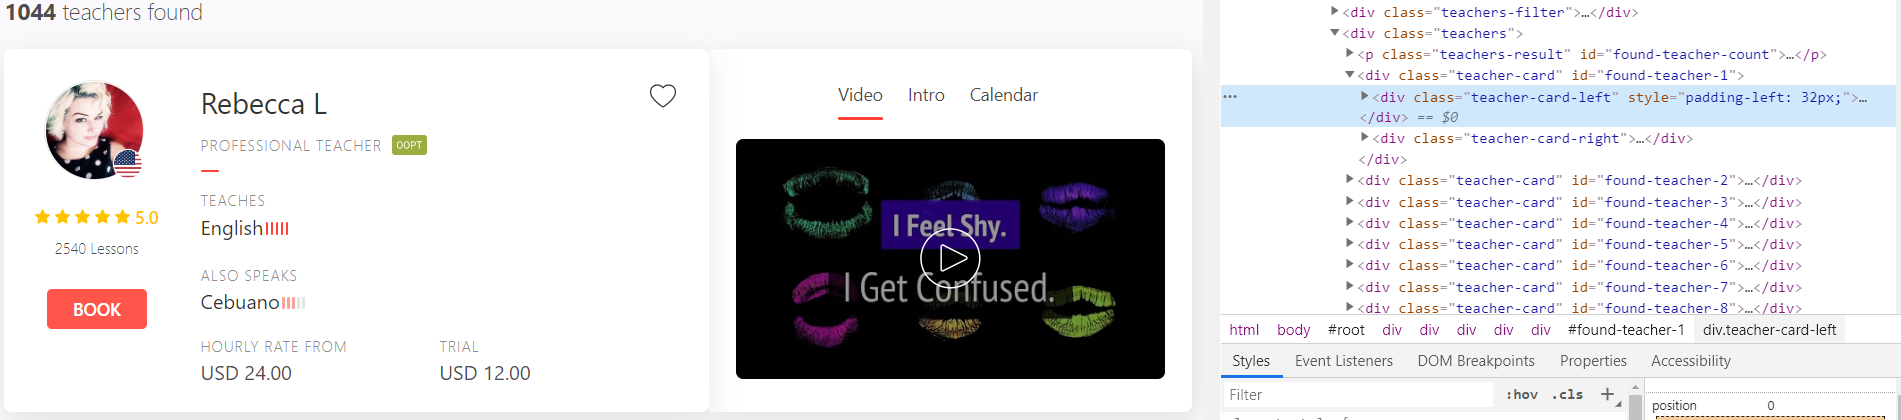 1044 teachers found
Rebecca L
PROFESSIONAL TEACHER OOPT
TEACHES
English
5.0
2540 Lessons
ALSO SPEAKS
Cebuano
BOOK
HOURLY RATE FROM
USD 24.00
TRIAL
USD 12.00
Video Intro Calendar
I Feel Shy.
I Get Confused.
<div class="teachers-filter">…</div>
<div class="teachers">
<p class="teachers-result" id="found-teacher-count">…</p>
<div class="teacher-card" id="found-teacher-1">
<div class="teacher-card-left" style="padding-left: 32px;">…
</div> == $0
<div class="teacher-card-right">…</div>
</div>
<div class="teacher-card" id="found-teacher-2">…</div>
<div class="teacher-card" id="found-teacher-3">…</div>
<div class="teacher-card" id="found-teacher-4">…</div>
<div class="teacher-card" id="found-teacher-5">…</div>
<div class="teacher-card" id="found-teacher-6">…</div>
<div class="teacher-card" id="found-teacher-7">…</div>
<div class="teacher-card" id="found-teacher-8">…</div>
html body #root div div div div div #found-teacher-1 div.teacher-card-left
Styles Event Listeners DOM Breakpoints Properties Accessibility
Filter :hov .cls +
position 0